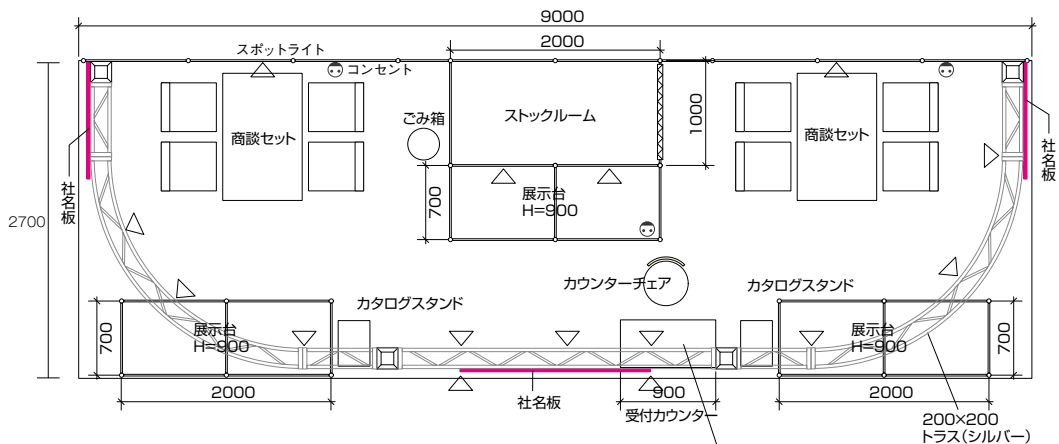 9000
スポットライト
2000
コンセント
商談セット
ごみ箱
ストックルーム
1000
商談セット
社名板
社名板
2700
700
展示台
H=900
カウンターチェア
カタログスタンド
カタログスタンド
700
展示台
H=900
展示台
H=900
700
2000
社名板
900
受付カウンター
2000
200×200
トラス(シルバー)